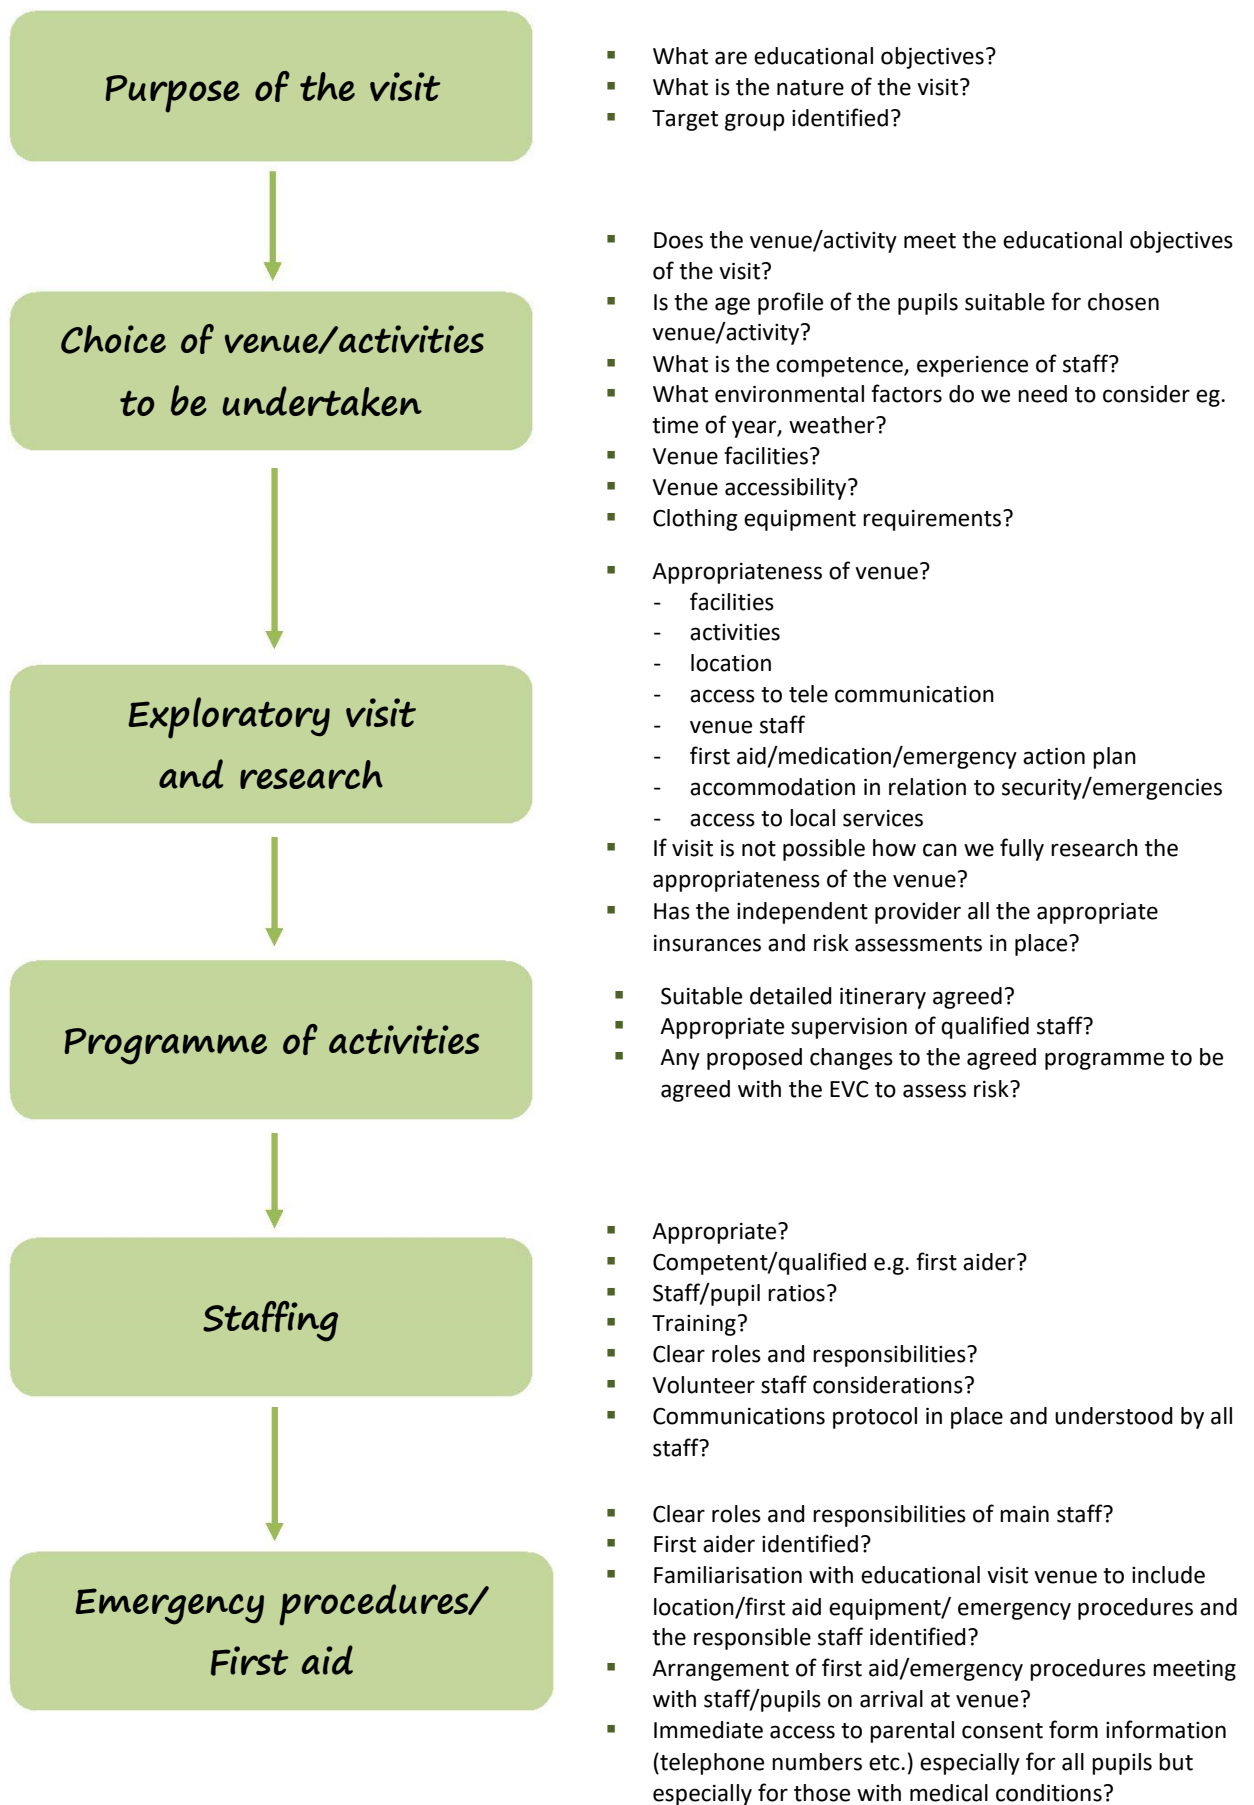 Purpose of the visit
▪ What are educational objectives?
▪ What is the nature of the visit?
▪ Target group identified?
Choice of venue/activities
to be undertaken
▪ Does the venue/activity meet the educational objectives
of the visit?
▪ Is the age profile of the pupils suitable for chosen
venue/activity?
▪ What is the competence, experience of staff?
▪ What environmental factors do we need to consider eg.
time of year, weather?
▪ Venue facilities?
▪ Venue accessibility?
▪ Clothing equipment requirements?
Exploratory visit
and research
▪ Appropriateness of venue?
- facilities
- activities
- location
- access to tele communication
- venue staff
- first aid/medication/emergency action plan
- accommodation in relation to security/emergencies
- access to local services
▪ If visit is not possible how can we fully research the
appropriateness of the venue?
▪ Has the independent provider all the appropriate
insurances and risk assessments in place?
Programme of activities
▪ Suitable detailed itinerary agreed?
▪ Appropriate supervision of qualified staff?
▪ Any proposed changes to the agreed programme to be
agreed with the EVC to assess risk?
Staffing
▪ Appropriate?
▪ Competent/qualified e.g. first aider?
▪ Staff/pupil ratios?
▪ Training?
▪ Clear roles and responsibilities?
▪ Volunteer staff considerations?
▪ Communications protocol in place and understood by all
staff?
Emergency procedures/
First aid
▪ Clear roles and responsibilities of main staff?
▪ First aider identified?
▪ Familiarisation with educational visit venue to include
location/first aid equipment/ emergency procedures and
the responsible staff identified?
▪ Arrangement of first aid/emergency procedures meeting
with staff/pupils on arrival at venue?
▪ Immediate access to parental consent form information
(telephone numbers etc.) especially for all pupils but
especially for those with medical conditions?